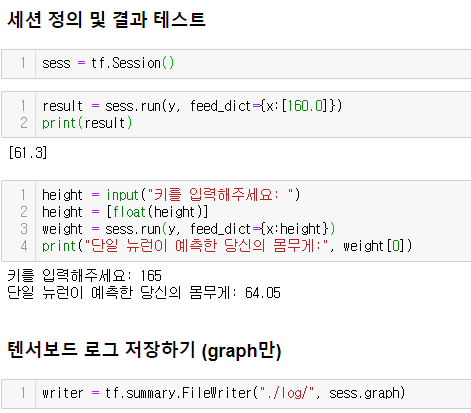 세션 정의 및 결과 테스트
1 sess = tf.Session()
1 result = sess.run(y, feed_dict={x:[160.0]})
2 print(result)
[61.3]
1 height = input("키를 입력해주세요: ")
2 height = [float(height)]
3 weight = sess.run(y, feed_dict={x:height})
4 print("단일 뉴런이 예측한 당신의 몸무게:", weight[0])
키를 입력해주세요: 165
단일 뉴런이 예측한 당신의 몸무게: 64.05
텐서보드 로그 저장하기 (graph만)
1 writer = tf.summary.FileWriter("./log/", sess.graph)